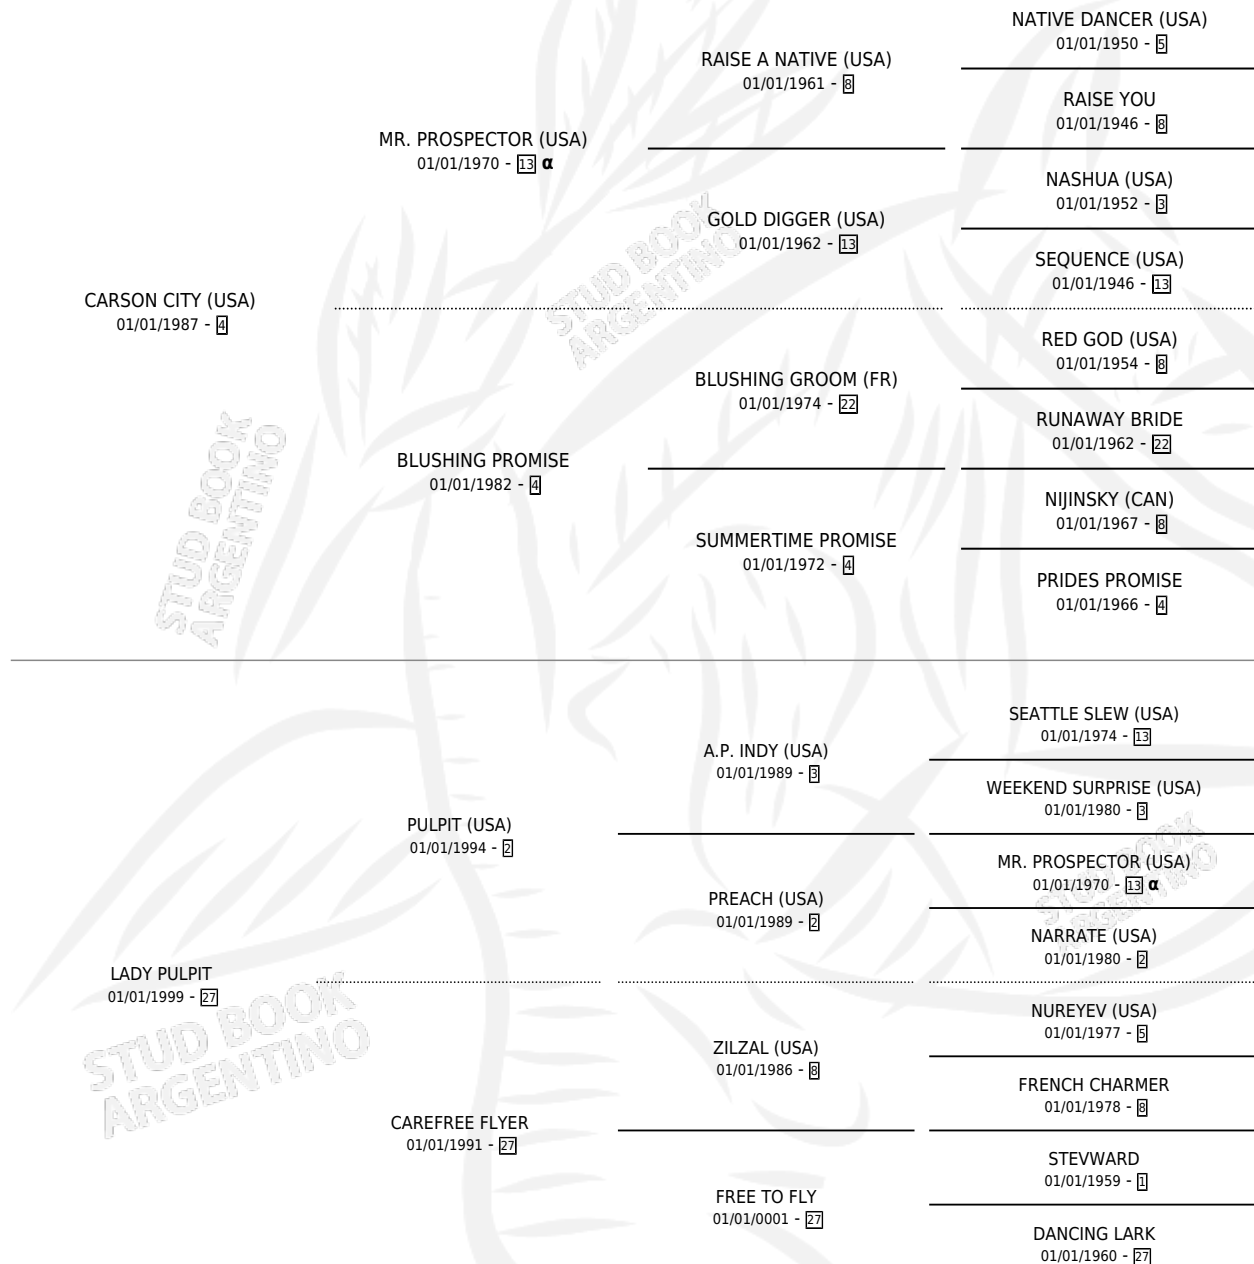 NATIVE DANCER (USA)
01/01/1950 - 5
RAISE A NATIVE (USA)
01/01/1961 - 8
RAISE YOU
01/01/1946 - 8
MR. PROSPECTOR (USA)
01/01/1970 - 13 α
NASHUA (USA)
01/01/1952 - 3
GOLD DIGGER (USA)
01/01/1962 - 13
SEQUENCE (USA)
01/01/1946 - 13
CARSON CITY (USA)
01/01/1987 - 4
RED GOD (USA)
01/01/1954 - 8
BLUSHING GROOM (FR)
01/01/1974 - 22
RUNAWAY BRIDE
01/01/1962 - 22
BLUSHING PROMISE
01/01/1982 - 4
NIJINSKY (CAN)
01/01/1967 - 8
SUMMERTIME PROMISE
01/01/1972 - 4
PRIDES PROMISE
01/01/1966 - 4
STUD BOOK
ARGENTINO
STUD BOOK
ARGENTINO
SEATTLE SLEW (USA)
01/01/1974 - 13
A.P. INDY (USA)
01/01/1989 - 3
WEEKEND SURPRISE (USA)
01/01/1980 - 3
PULPIT (USA)
01/01/1994 - 2
MR. PROSPECTOR (USA)
01/01/1970 - 13 α
PREACH (USA)
01/01/1989 - 2
NARRATE (USA)
01/01/1980 - 2
LADY PULPIT
01/01/1999 - 27
NUREYEV (USA)
01/01/1977 - 5
ZILZAL (USA)
01/01/1986 - 8
FRENCH CHARMER
01/01/1978 - 8
CAREFREE FLYER
01/01/1991 - 27
STEVWARD
01/01/1959 - 1
FREE TO FLY
01/01/0001 - 27
DANCING LARK
01/01/1960 - 27
STUD BOOK
ARGENTINO
STUD BOOK
ARGENTINO